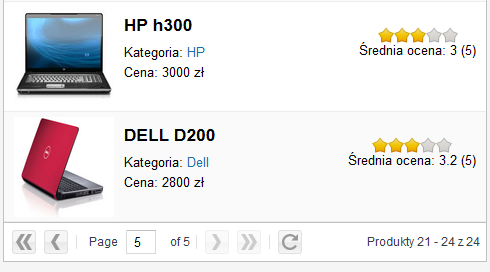 HP h300
Kategoria: HP
Cena: 3000 zł
Średnia ocena: 3 (5)
DELL D200
Kategoria: Dell
Cena: 2800 zł
Średnia ocena: 3.2 (5)
Page 5 of 5
Produkty 21 - 24 z 24